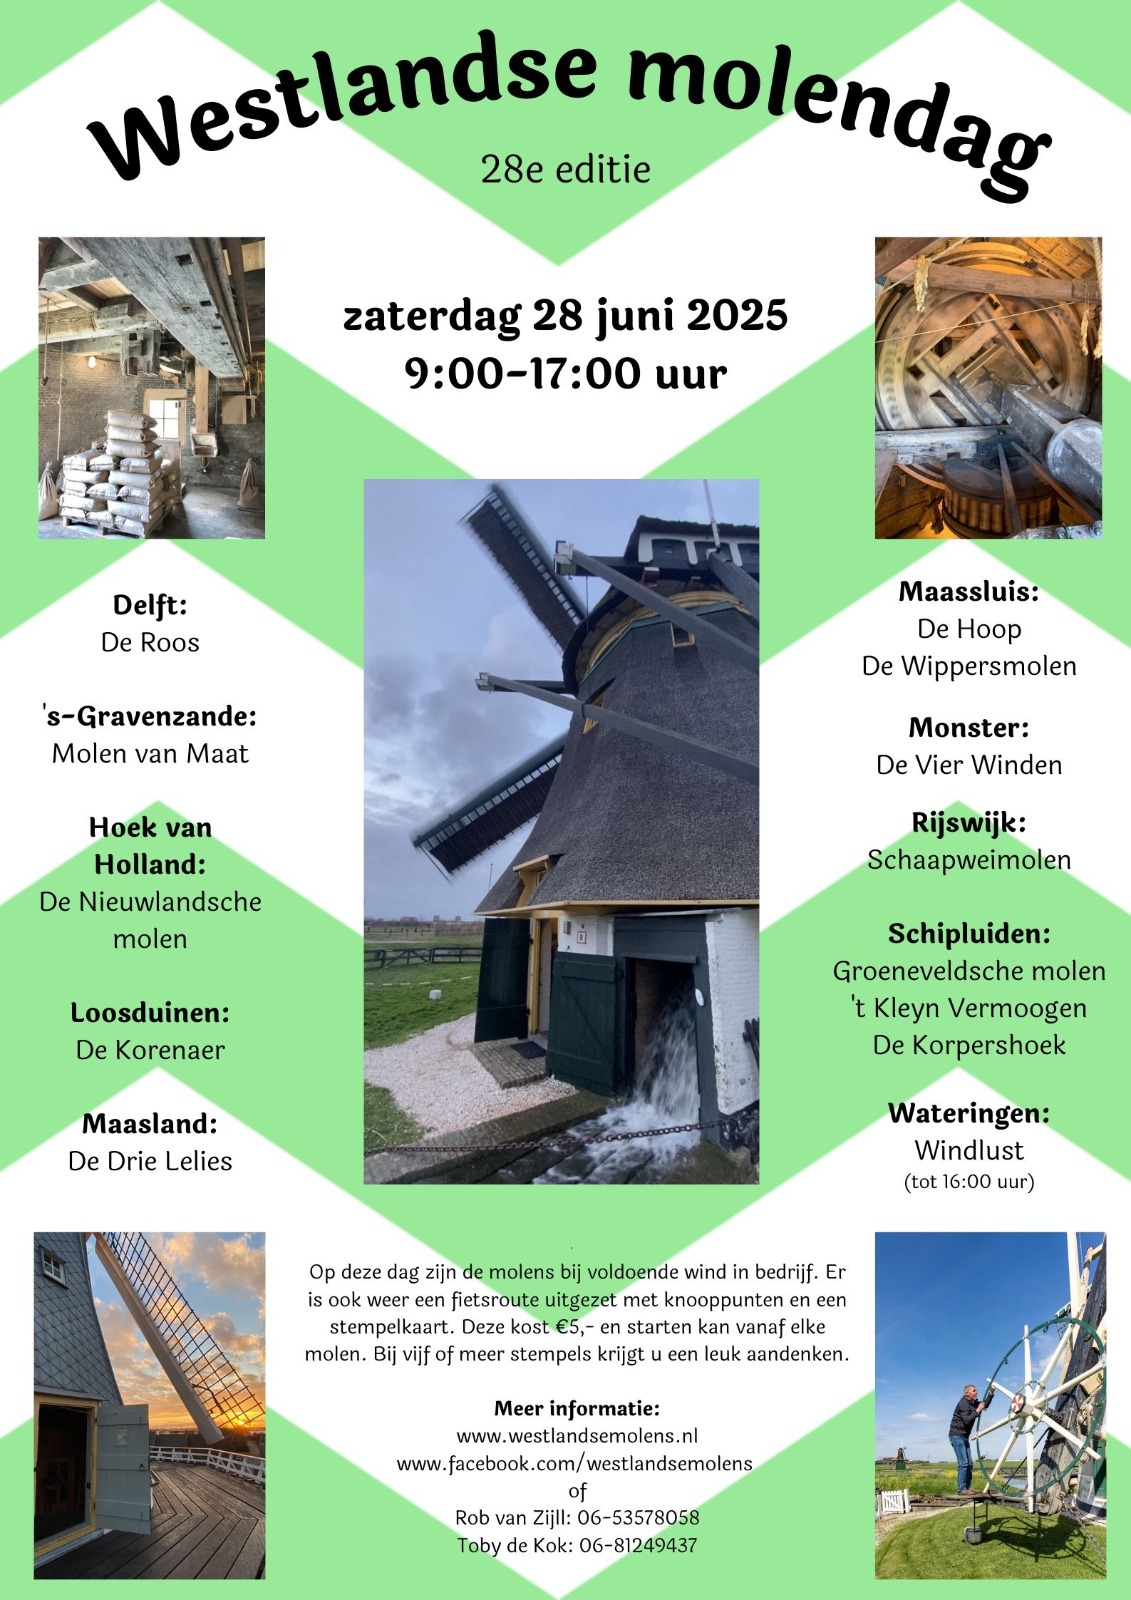 Westlandse molendag
28e editie
zaterdag 28 juni 2025
9:00-17:00 uur
Delft:
De Roos
's-Gravenzande:
Molen van Maat
Hoek van
Holland:
De Nieuwlandsche
molen
Loosduinen:
De Korenaer
Maasland:
De Drie Lelies
Maassluis:
De Hoop
De Wippersmolen
Monster:
De Vier Winden
Rijswijk:
Schaapweimolen
Schipluiden:
Groeneveldsche molen
't Kleyn Vermoogen
De Korpershoek
Wateringen:
Windlust
(tot 16:00 uur)
Op deze dag zijn de molens bij voldoende wind in bedrijf. Er
is ook weer een fietsroute uitgezet met knooppunten en een
stempelkaart. Deze kost €5,- en starten kan vanaf elke
molen. Bij vijf of meer stempels krijgt u een leuk aandenken.
Meer informatie:
www.westlandsemolens.nl
www.facebook.com/westlandsemolens
of
Rob van Zijll: 06-53578058
Toby de Kok: 06-81249437